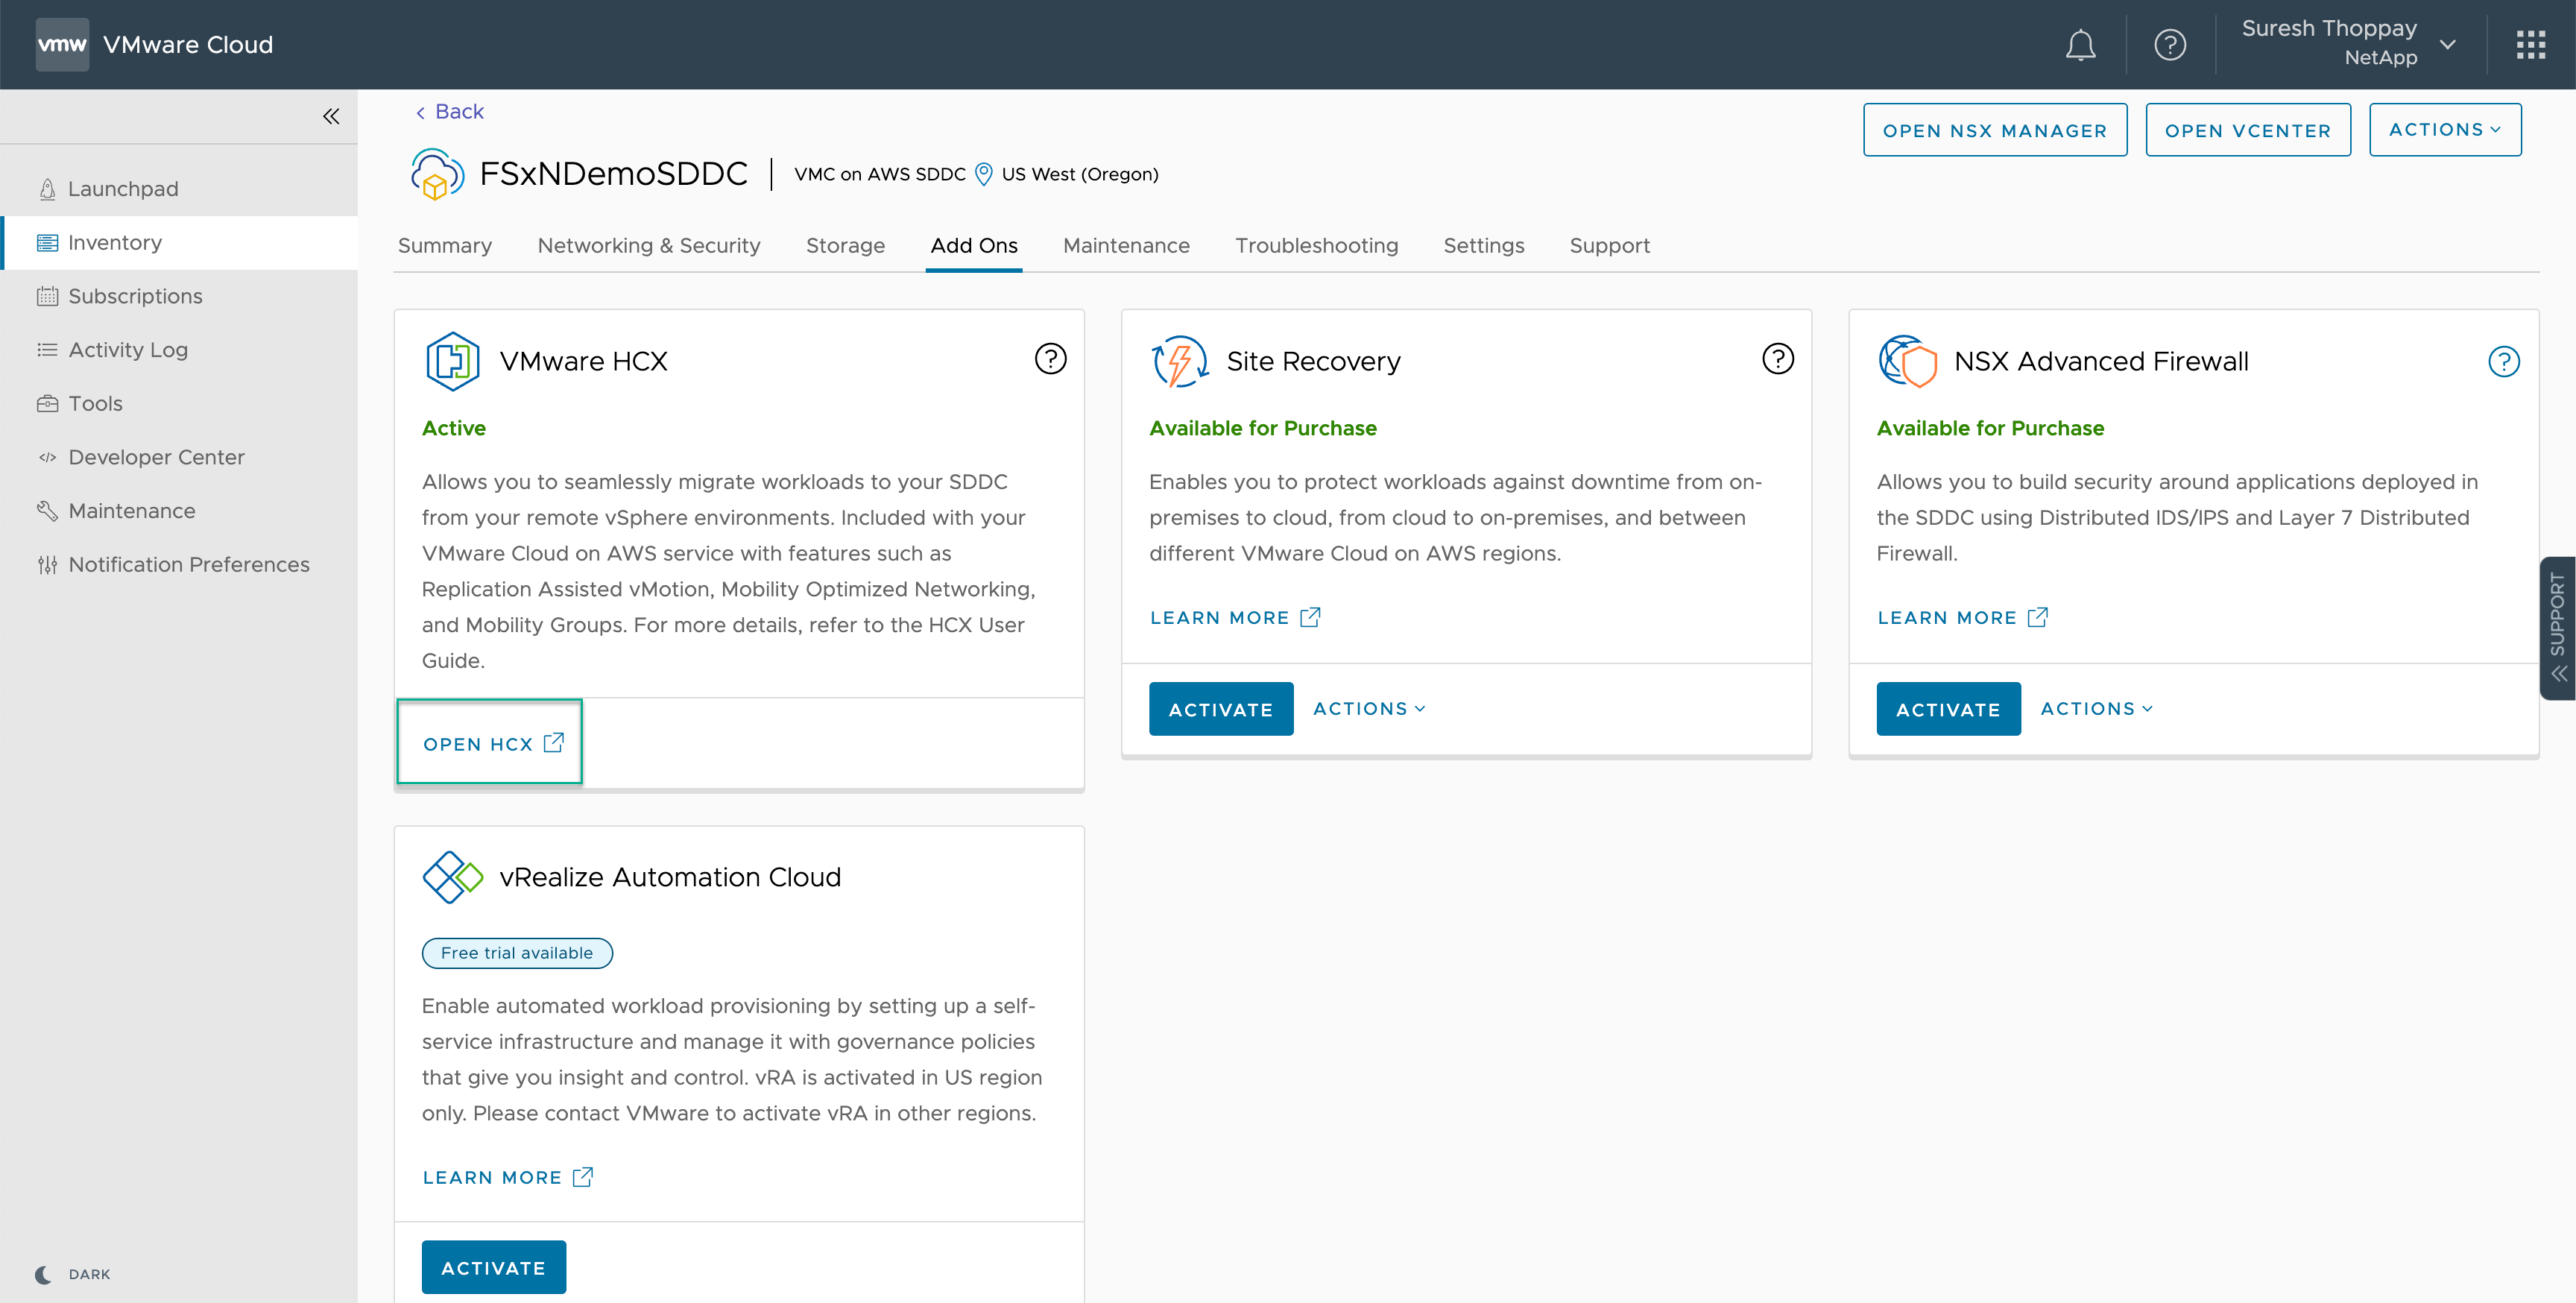 vmw VMware Cloud
Suresh Thoppay
NetApp
Launchpad
Inventory
Subscriptions
Activity Log
Tools
Developer Center
Maintenance
Notification Preferences
DARK
Back
OPEN NSX MANAGER
OPEN VCENTER
ACTIONS
FSxNDemoSDDC
VMC on AWS SDDC US West (Oregon)
Summary Networking & Security Storage Add Ons Maintenance Troubleshooting Settings Support
VMware HCX
Active
Allows you to seamlessly migrate workloads to your SDDC
from your remote vSphere environments. Included with your
VMware Cloud on AWS service with features such as
Replication Assisted vMotion, Mobility Optimized Networking,
and Mobility Groups. For more details, refer to the HCX User
Guide.
OPEN HCX
Site Recovery
Available for Purchase
Enables you to protect workloads against downtime from on-
premises to cloud, from cloud to on-premises, and between
different VMware Cloud on AWS regions.
LEARN MORE
ACTIVATE ACTIONS
NSX Advanced Firewall
Available for Purchase
Allows you to build security around applications deployed in
the SDDC using Distributed IDS/IPS and Layer 7 Distributed
Firewall.
LEARN MORE
ACTIVATE ACTIONS
SUPPORT
vRealize Automation Cloud
Free trial available
Enable automated workload provisioning by setting up a self-
service infrastructure and manage it with governance policies
that give you insight and control. vRA is activated in US region
only. Please contact VMware to activate vRA in other regions.
LEARN MORE
ACTIVATE